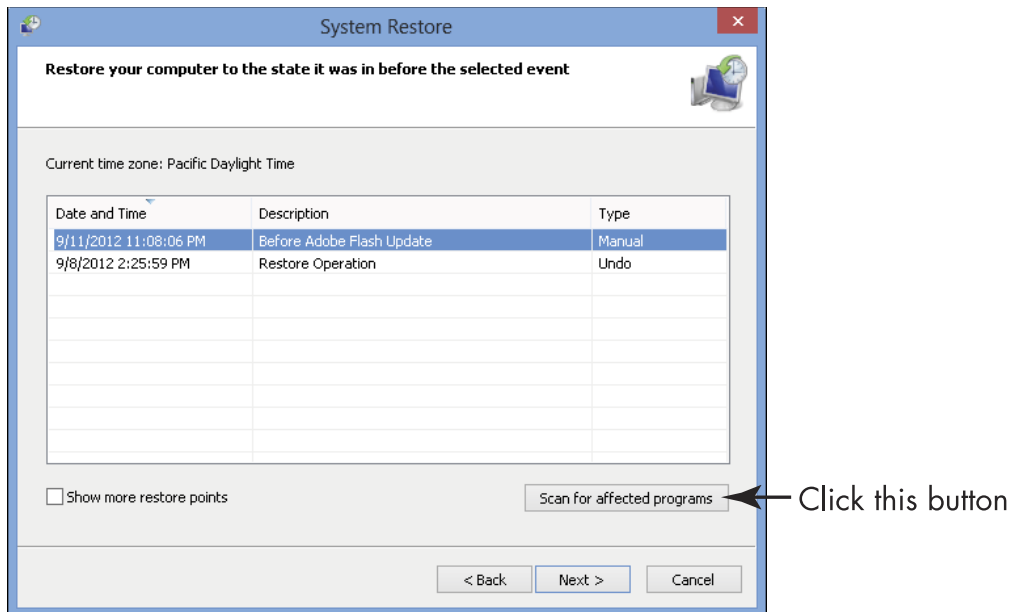 System Restore
Restore your computer to the state it was in before the selected event
Current time zone: Pacific Daylight Time
Date and Time Description Type
9/11/2012 11:08:06 PM Before Adobe Flash Update Manual
9/8/2012 2:25:59 PM Restore Operation Undo
Show more restore points Scan for affected programs Click this button
< Back Next > Cancel